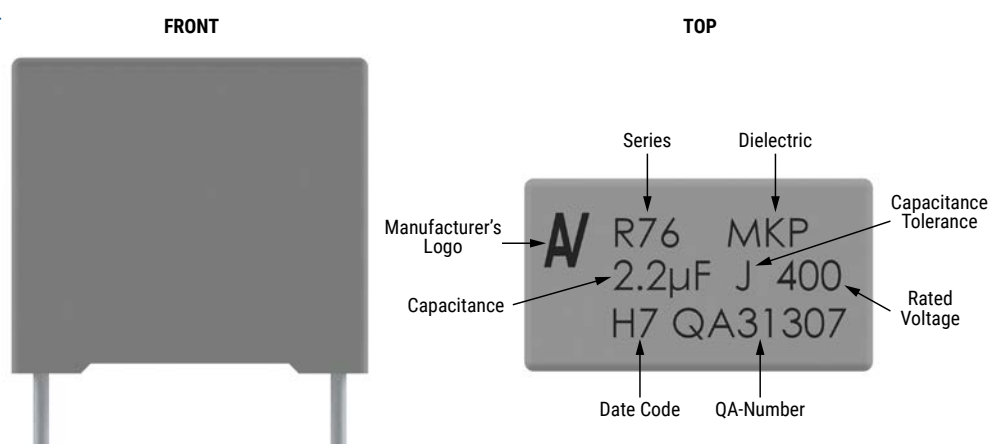 FRONT
TOP
Series
Dielectric
Capacitance
Tolerance
Manufacturer's
Logo
R76 MKP
2.2µF J 400
H7 QA31307
Capacitance
Rated
Voltage
Date Code
QA-Number